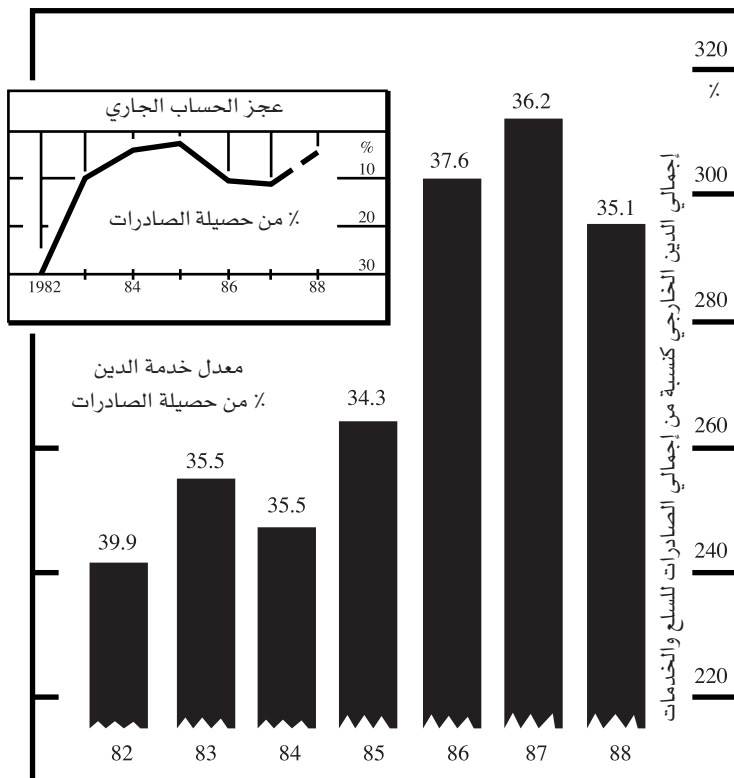 320
٪
300
280
260
240
220
إجمالي الدين الخارجي كنسبة من إجمالي الصادرات للسلع والخدمات
عجز الحساب الجاري
%
10
20
30
٪ من حصيلة الصادرات
1982 84 86 88
معدل خدمة الدين
٪ من حصيلة الصادرات
39.9
35.5
35.5
34.3
37.6
36.2
35.1
82 83 84 85 86 87 88